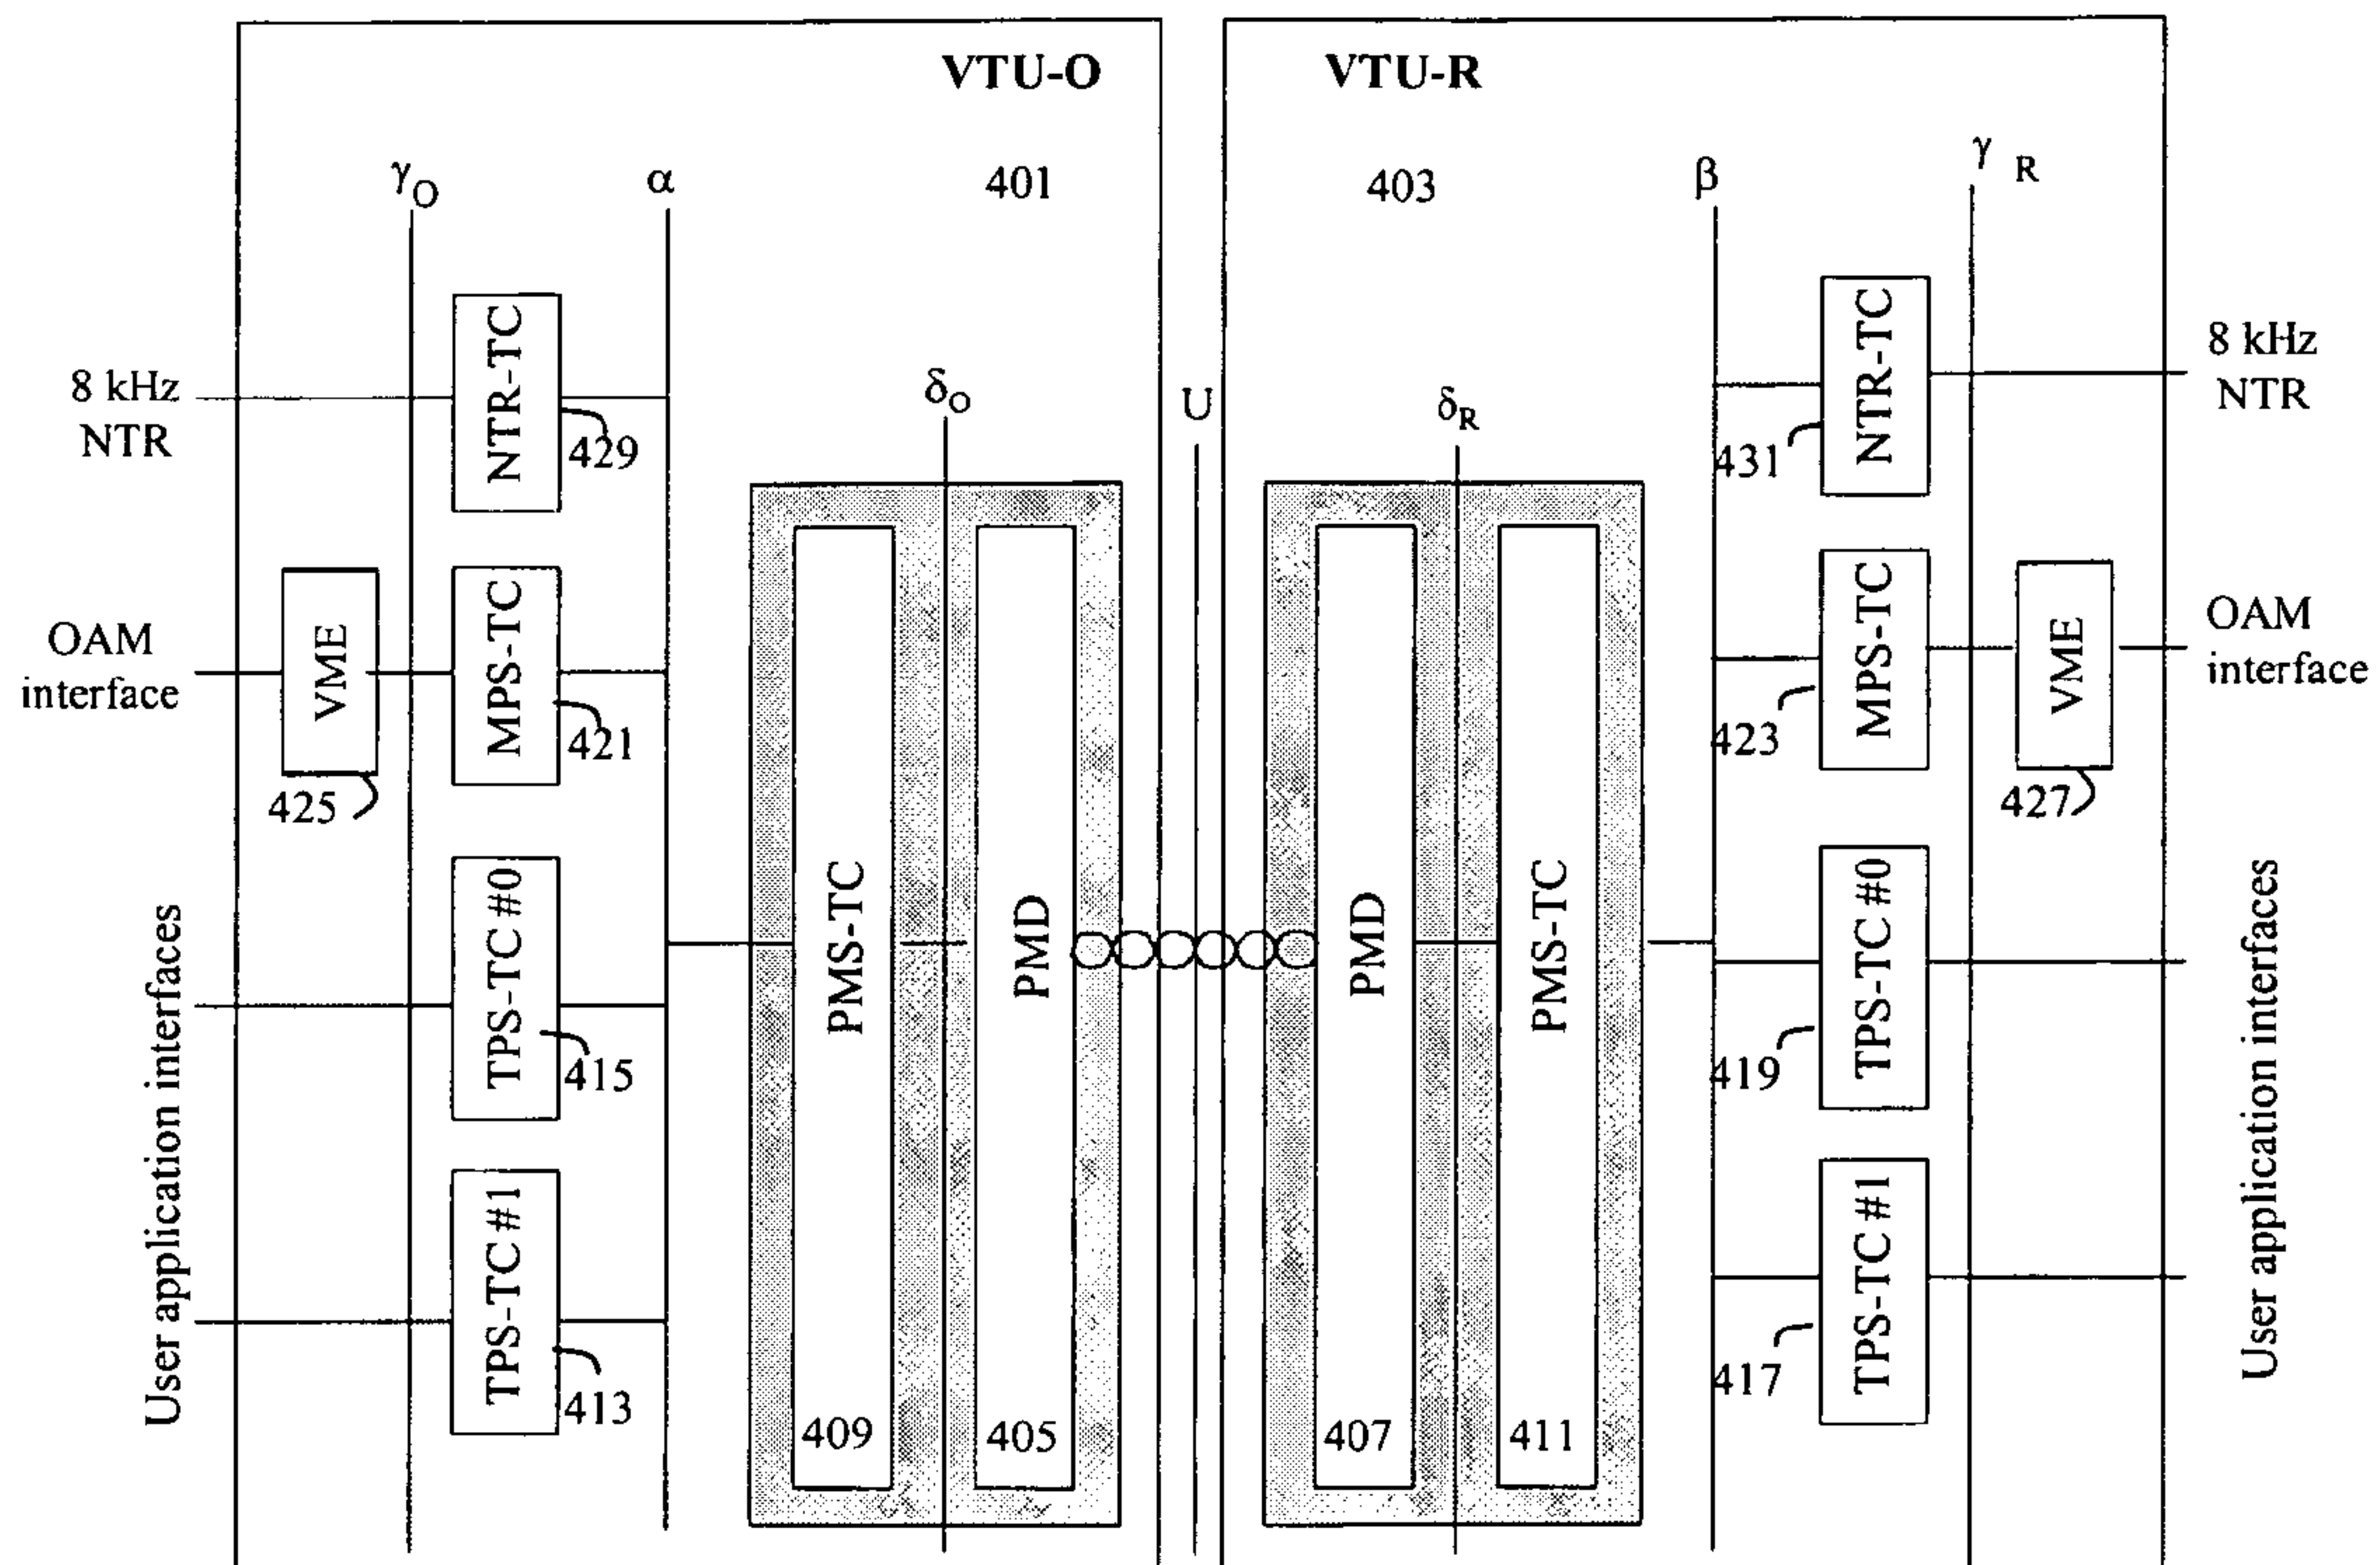 VTU-O
VTU-R
401
403
γO
α
β
γ R
8 kHz
NTR
NTR-TC
429
δO
U
δR
431
NTR-TC
8 kHz
NTR
OAM
interface
VME
425
MPS-TC
421
423
MPS-TC
VME
427
OAM
interface
User application interfaces
TPS-TC #0
415
TPS-TC #1
413
PMS-TC
409
PMD
405
PMD
407
PMS-TC
411
TPS-TC #0
419
TPS-TC #1
417
User application interfaces